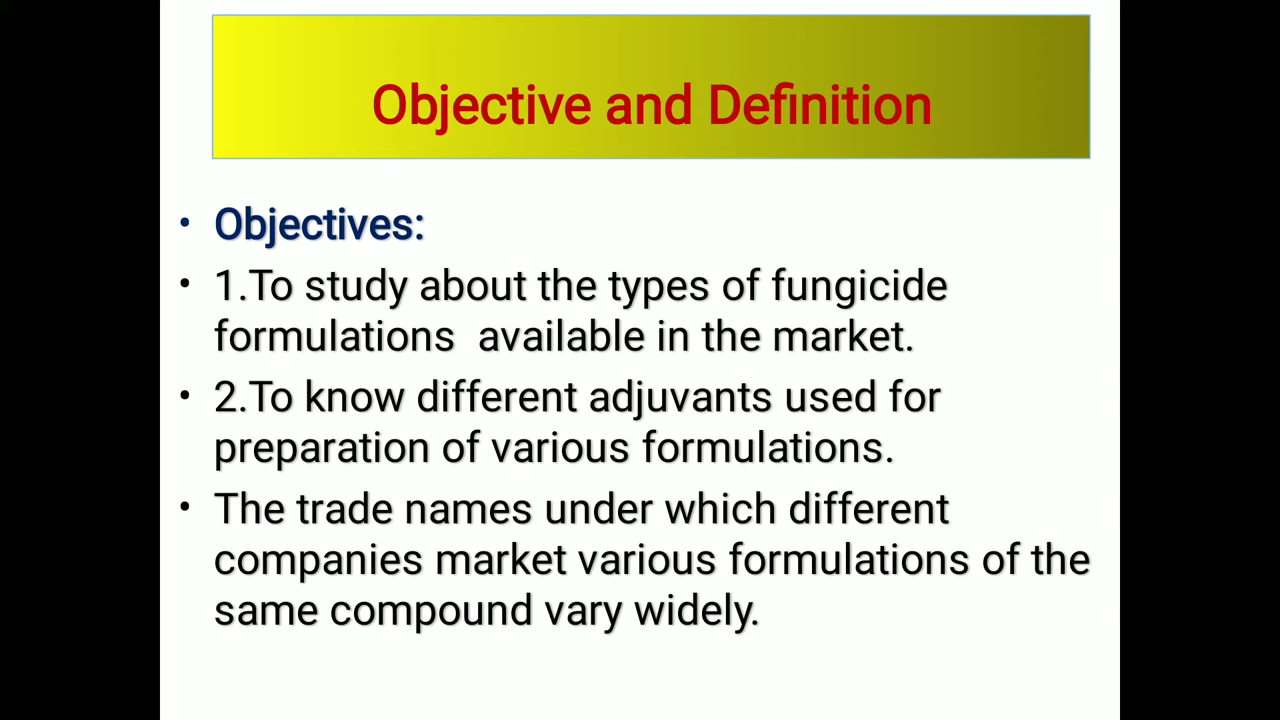 Objective and Definition
• Objectives:
• 1.To study about the types of fungicide
formulations  available in the market.
• 2.To know different adjuvants used for
preparation of various formulations.
• The trade names under which different
companies market various formulations of the
same compound vary widely.